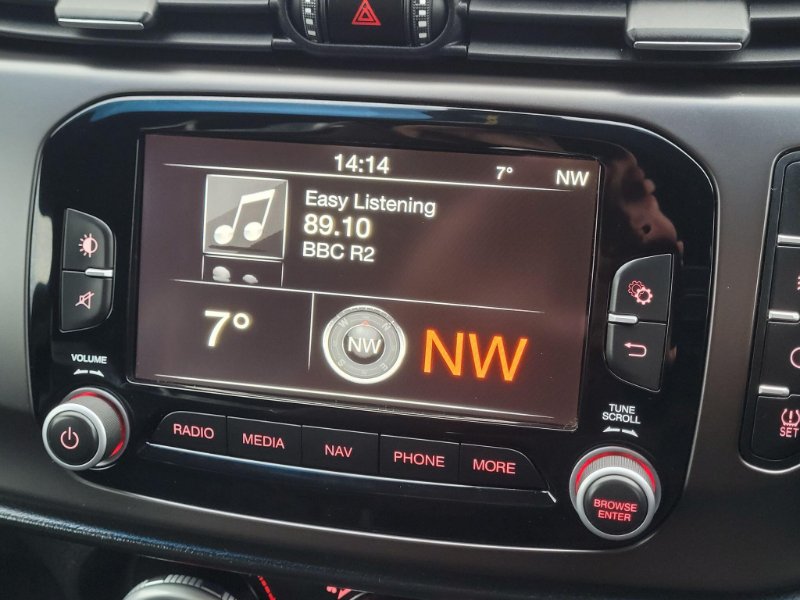 14:14 7° NW
Easy Listening
89.10
BBC R2
7° NW NW
VOLUME
TUNE
SCROLL
RADIO MEDIA NAV PHONE MORE
BROWSE
ENTER
SET